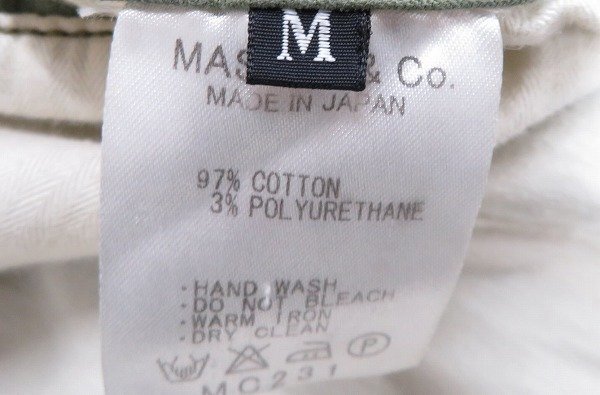 M
MAS & Co.
MADE IN JAPAN
97% COTTON
3% POLYURETHANE
· HAND WASH
· DO NOT BLEACH
· WARM IRON
· DRY CLEAN
P
MC231